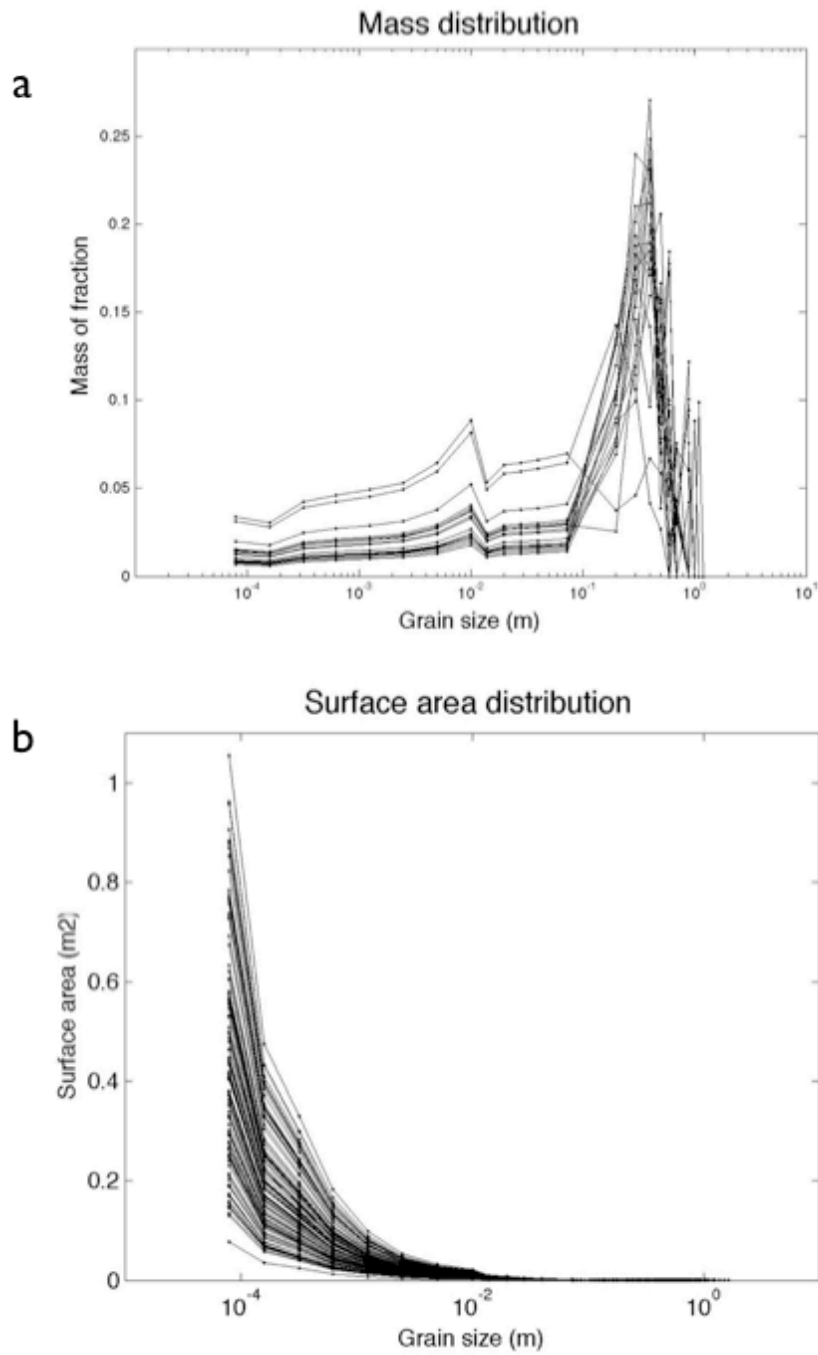 Mass distribution
a
0.25
0.2
0.15
0.1
0.05
0
Mass of fraction
10-4
10-3
10-2
10-1
100
101
Grain size (m)
Surface area distribution
b
1
0.8
0.6
0.4
0.2
0
Surface area (m2)
10-4
10-2
100
Grain size (m)